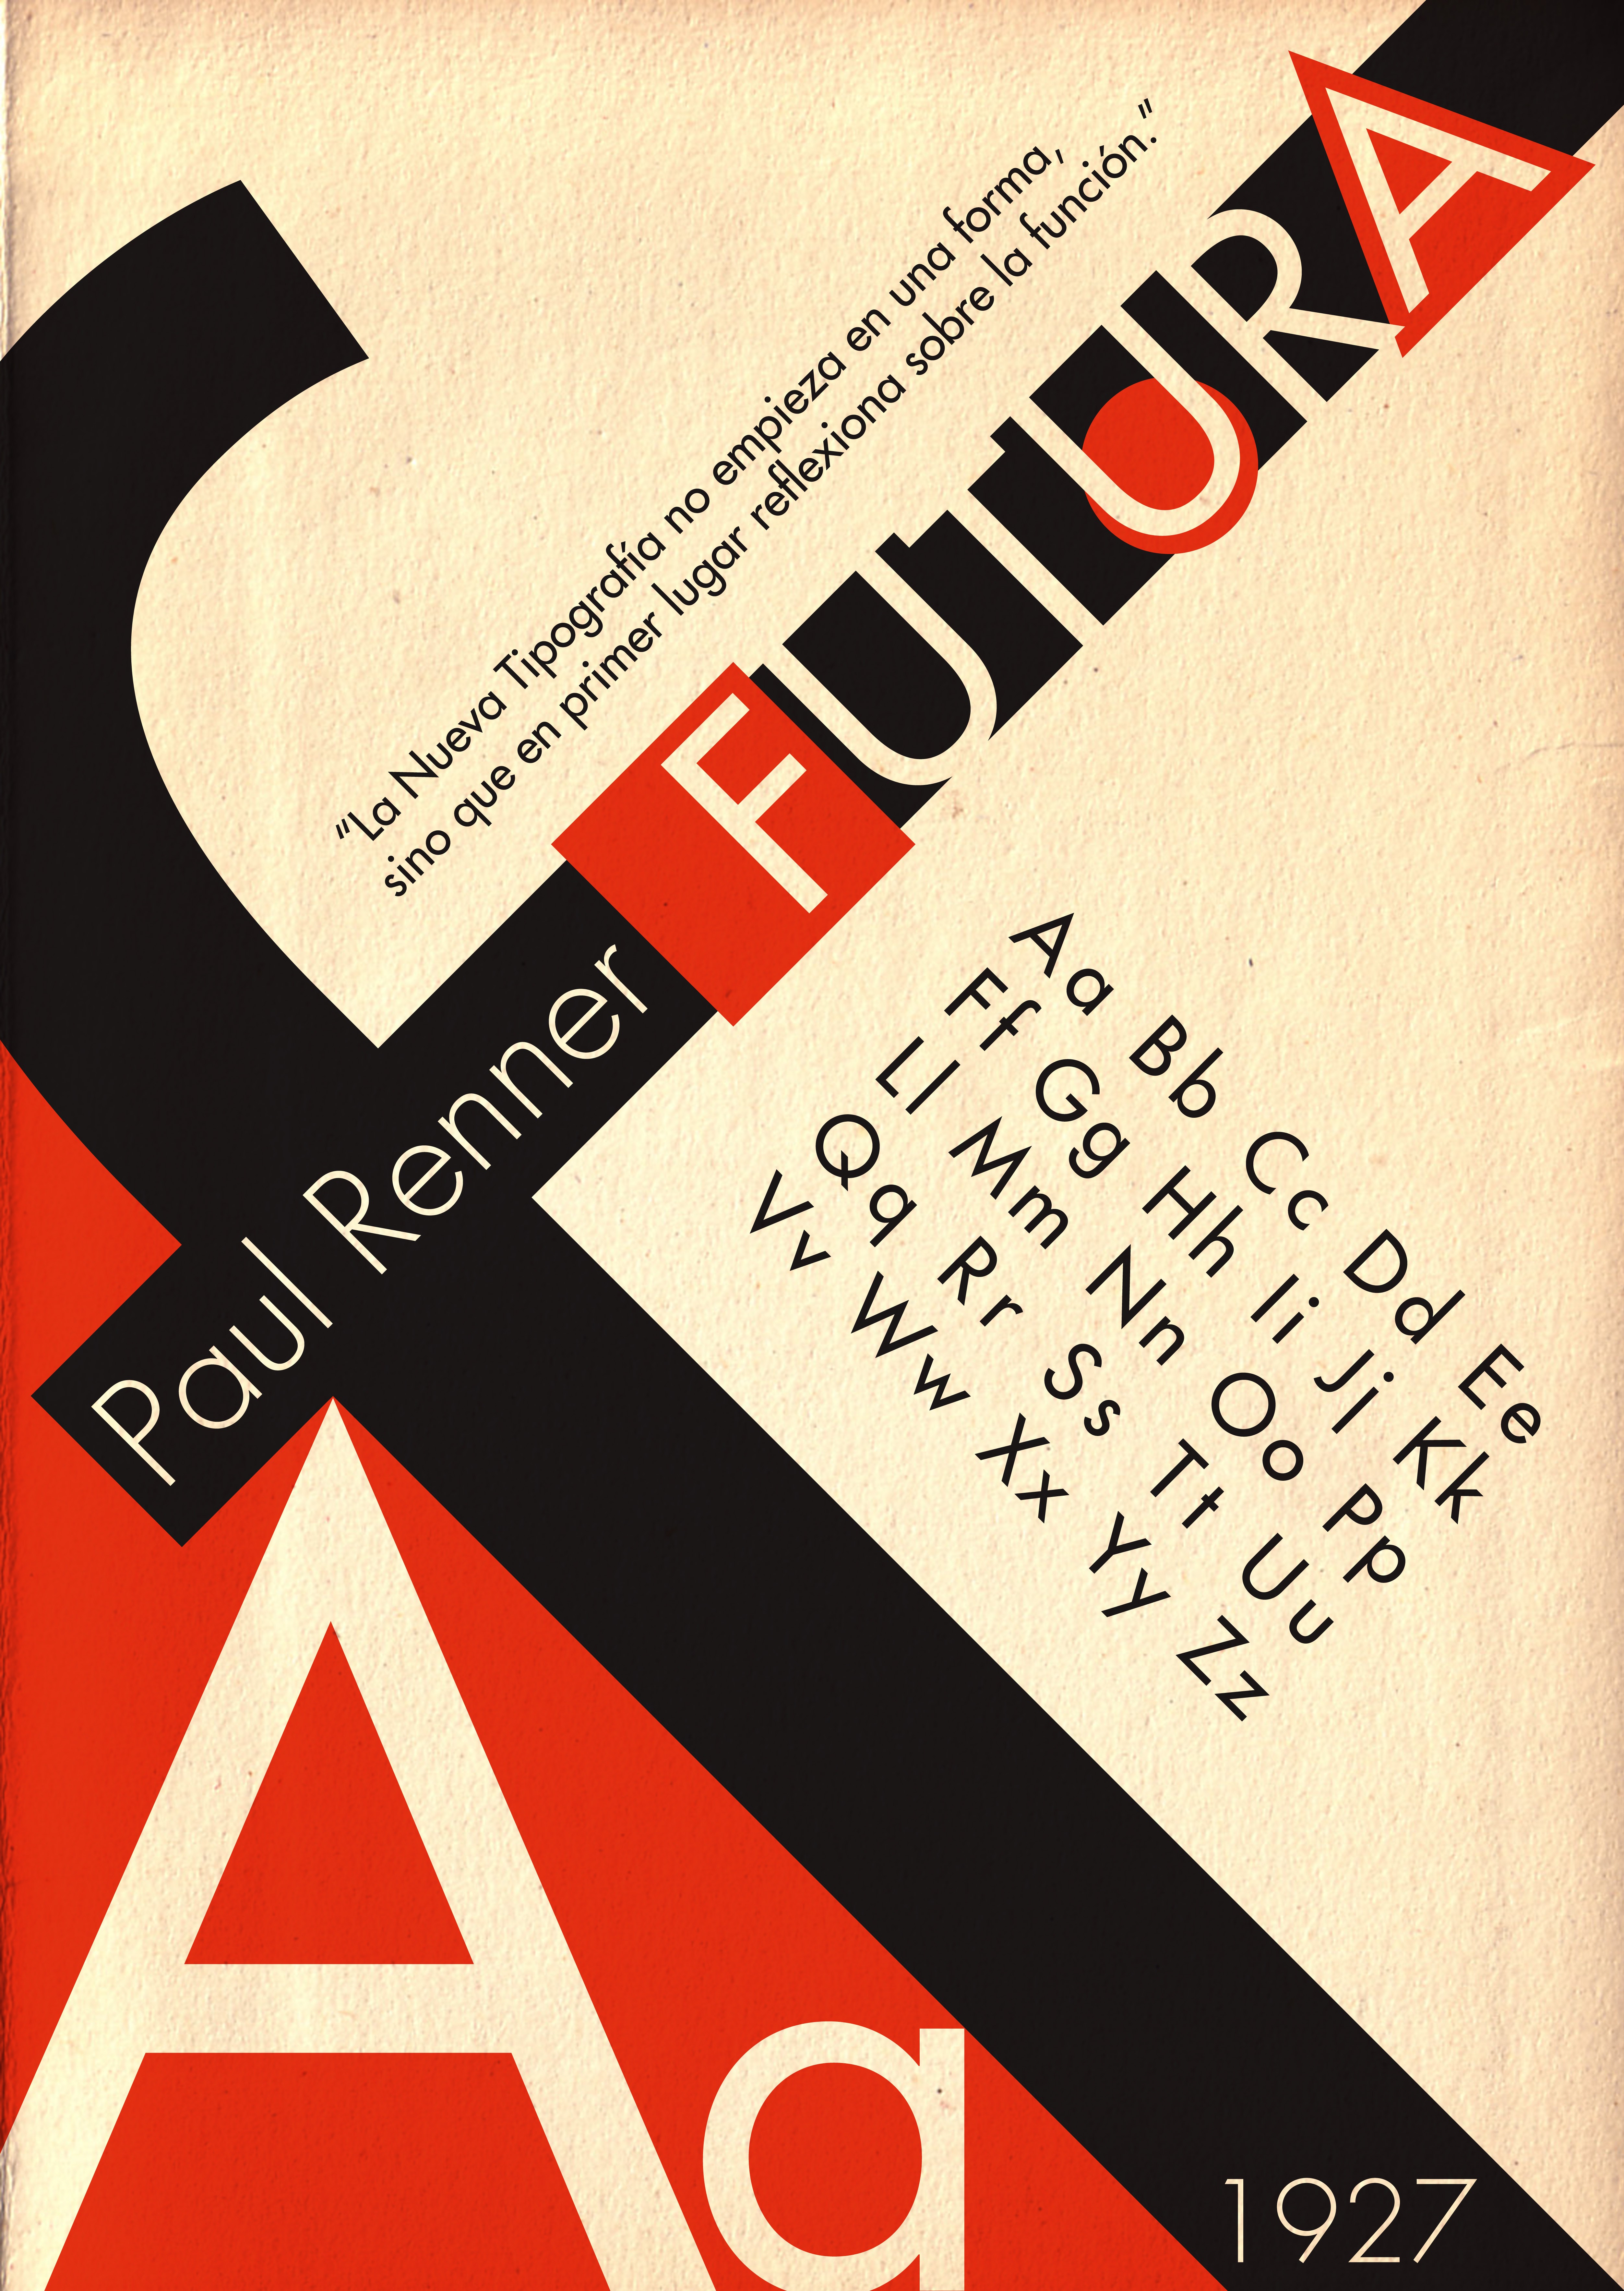 "La Nueva Tipografía no empieza en una forma,
sino que en primer lugar reflexiona sobre la función."
FUTURA
Paul Renner
Aa Bb Cc Dd Ee
Ff Gg Hh Ii Jj Kk
Ll Mm Nn Oo Pp
Qq Rr Ss Tt Uu
Vv Ww Xx Yy Zz
Aa
1927